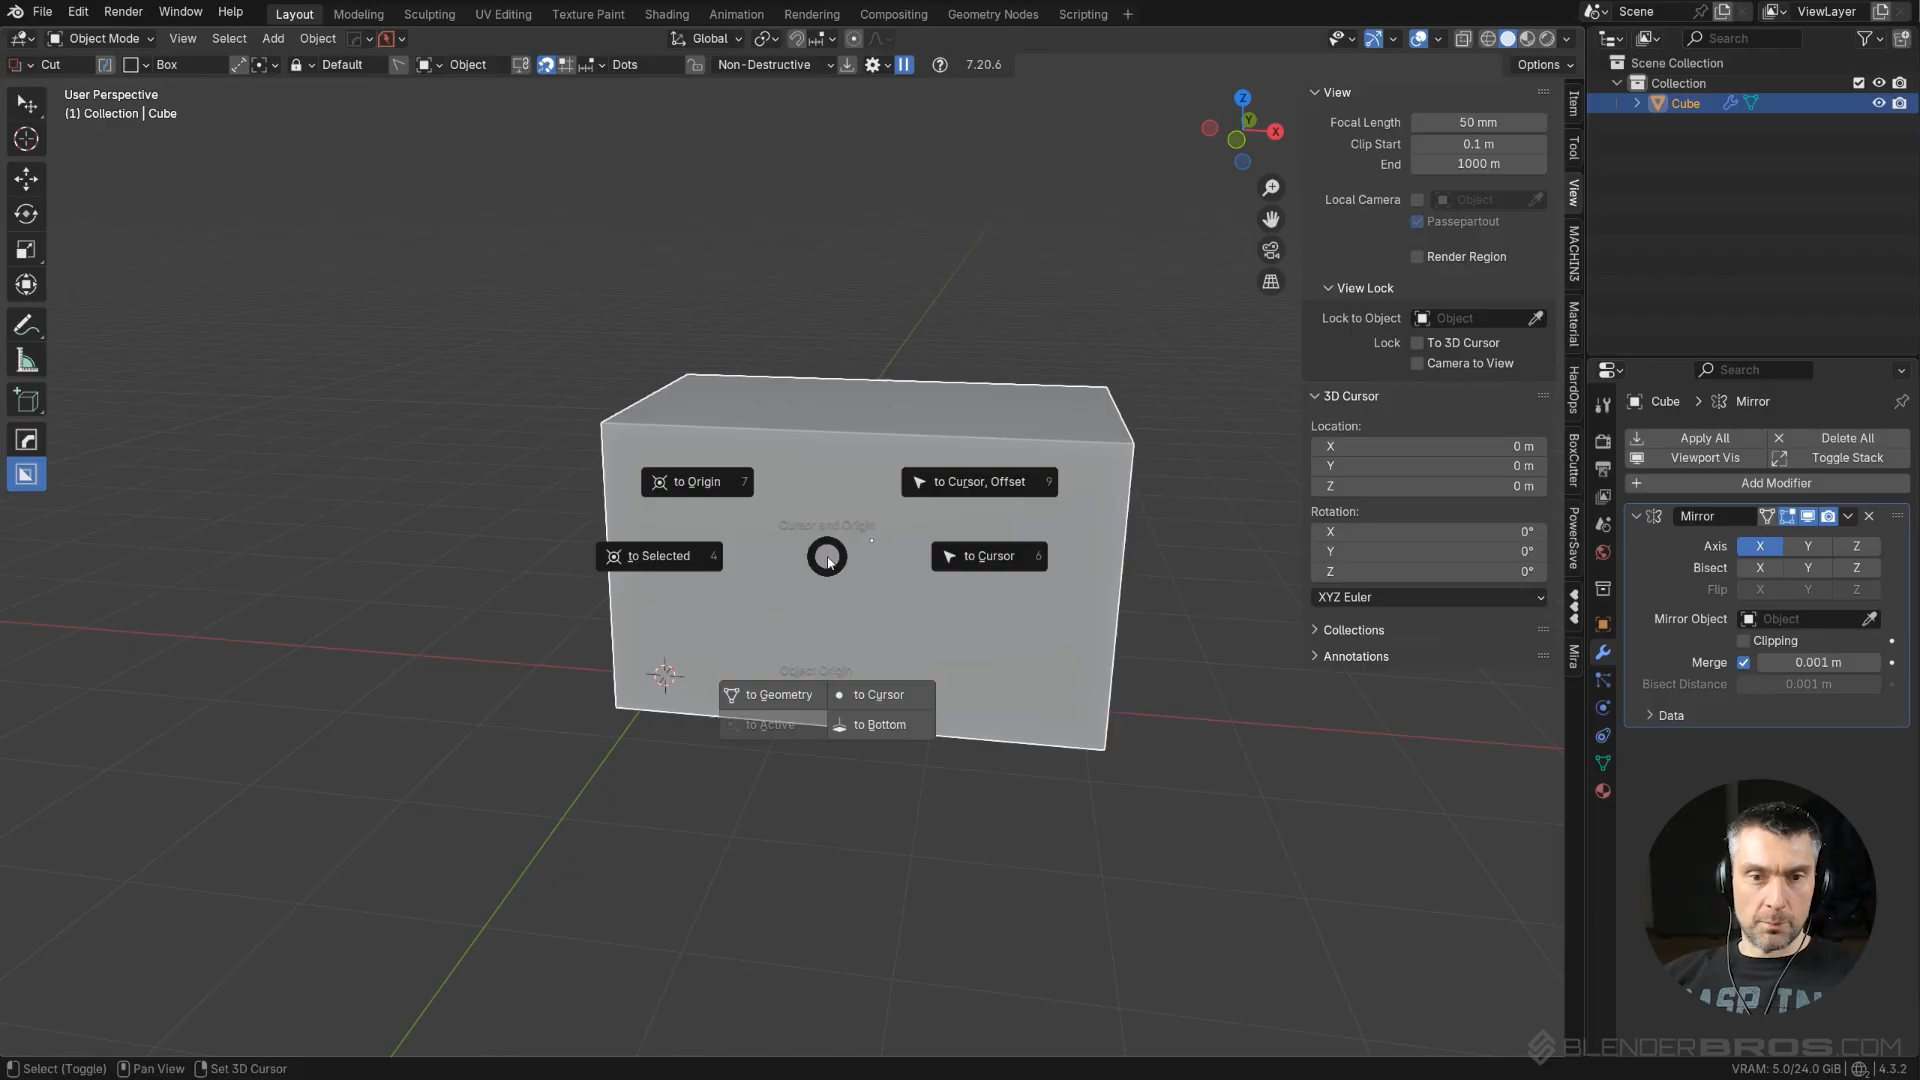 File Edit Render Window Help Layout Modeling Sculpting UV Editing Texture Paint Shading Animation Rendering Compositing Geometry Nodes Scripting + Scene ViewLayer
Object Mode View Select Add Object Global Search
Cut Box Default Object Dots Non-Destructive 7.20.6 Options
User Perspective
(1) Collection | Cube
Z
Y
X
View
Focal Length 50 mm
Clip Start 0.1 m
End 1000 m
Local Camera Object
Passepartout
Render Region
View Lock
Lock to Object Object
Lock To 3D Cursor
Camera to View
3D Cursor
Location:
X 0 m
Y 0 m
Z 0 m
Rotation:
X 0°
Y 0°
Z 0°
XYZ Euler
Collections
Annotations
Item
Tool
View
MACHIN3
Material
HardOps
BoxCutter
PowerSave
Mira
to Origin 7
to Cursor, Offset 9
Cursor and Origin
to Selected 4
to Cursor 6
Object Origin
to Geometry to Cursor
to Active to Bottom
Scene Collection
Collection
Cube
Search
Cube > Mirror
Apply All Delete All
Viewport Vis Toggle Stack
Add Modifier
Mirror
Axis X Y Z
Bisect X Y Z
Flip X Y Z
Mirror Object Object
Clipping
Merge 0.001 m
Bisect Distance 0.001 m
Data
BLENDERBROS.COM
Select (Toggle) Pan View Set 3D Cursor VRAM: 5.0/24.0 GiB 4.3.2